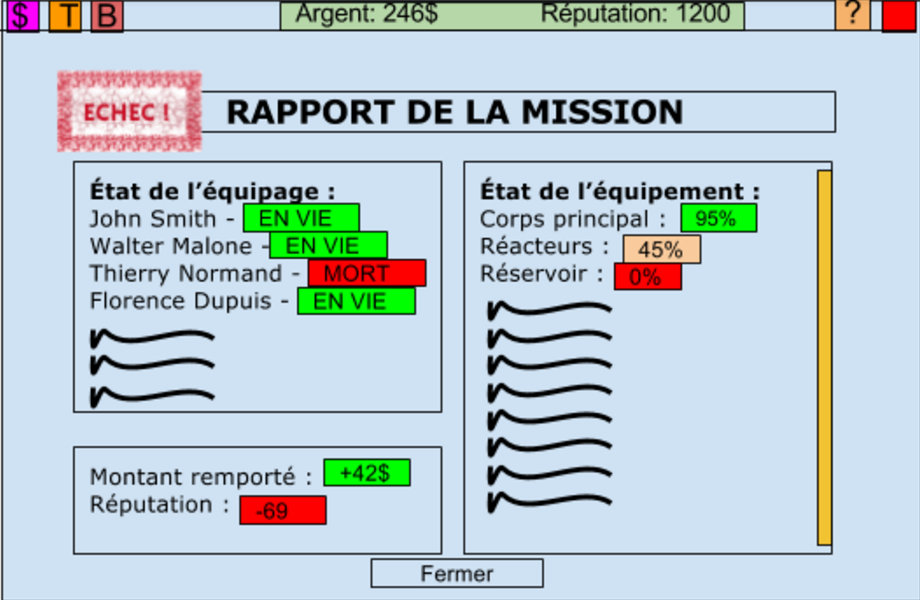 $ T B Argent: 246$ Réputation: 1200 ?
ECHEC !
RAPPORT DE LA MISSION
État de l’équipage :
John Smith - EN VIE
Walter Malone - EN VIE
Thierry Normand - MORT
Florence Dupuis - EN VIE
Montant remporté : +42$
Réputation : -69
État de l’équipement :
Corps principal : 95%
Réacteurs : 45%
Réservoir : 0%
Fermer